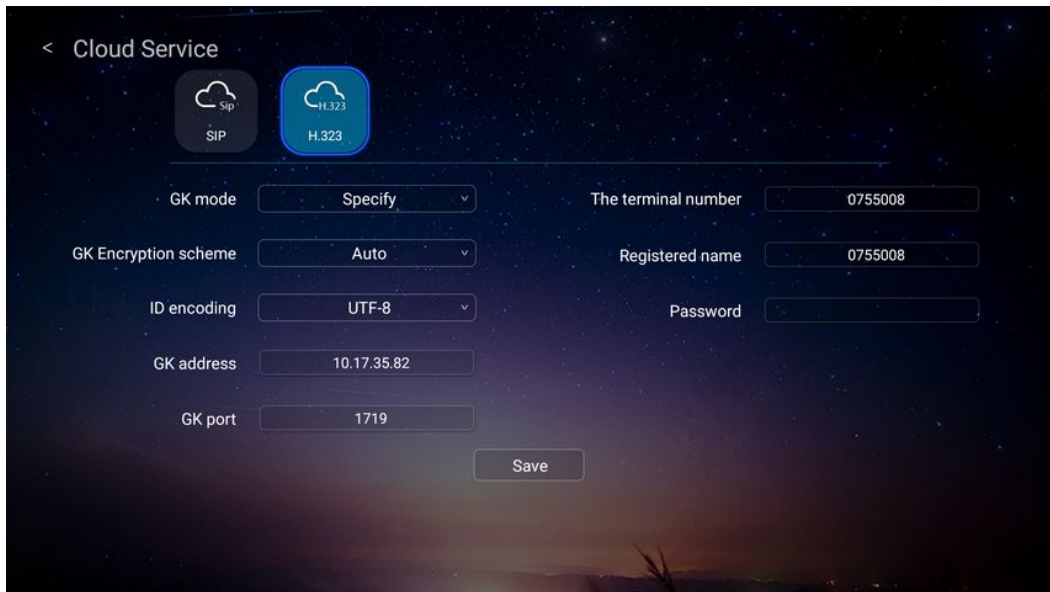 < Cloud Service
Sip
H.323
SIP
H.323
GK mode
Specify
The terminal number
0755008
GK Encryption scheme
Auto
Registered name
0755008
ID encoding
UTF-8
Password
GK address
10.17.35.82
GK port
1719
Save